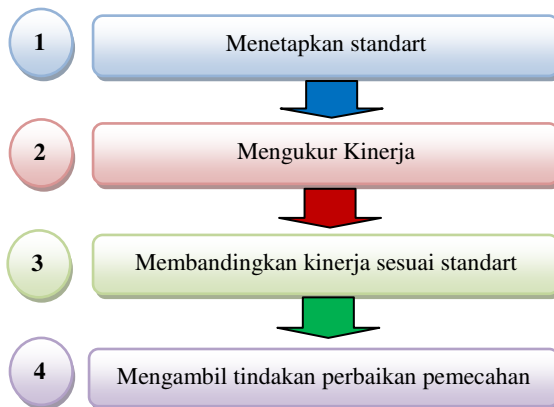 1 Menetapkan standart
2 Mengukur Kinerja
3 Membandingkan kinerja sesuai standart
4 Mengambil tindakan perbaikan pemecahan